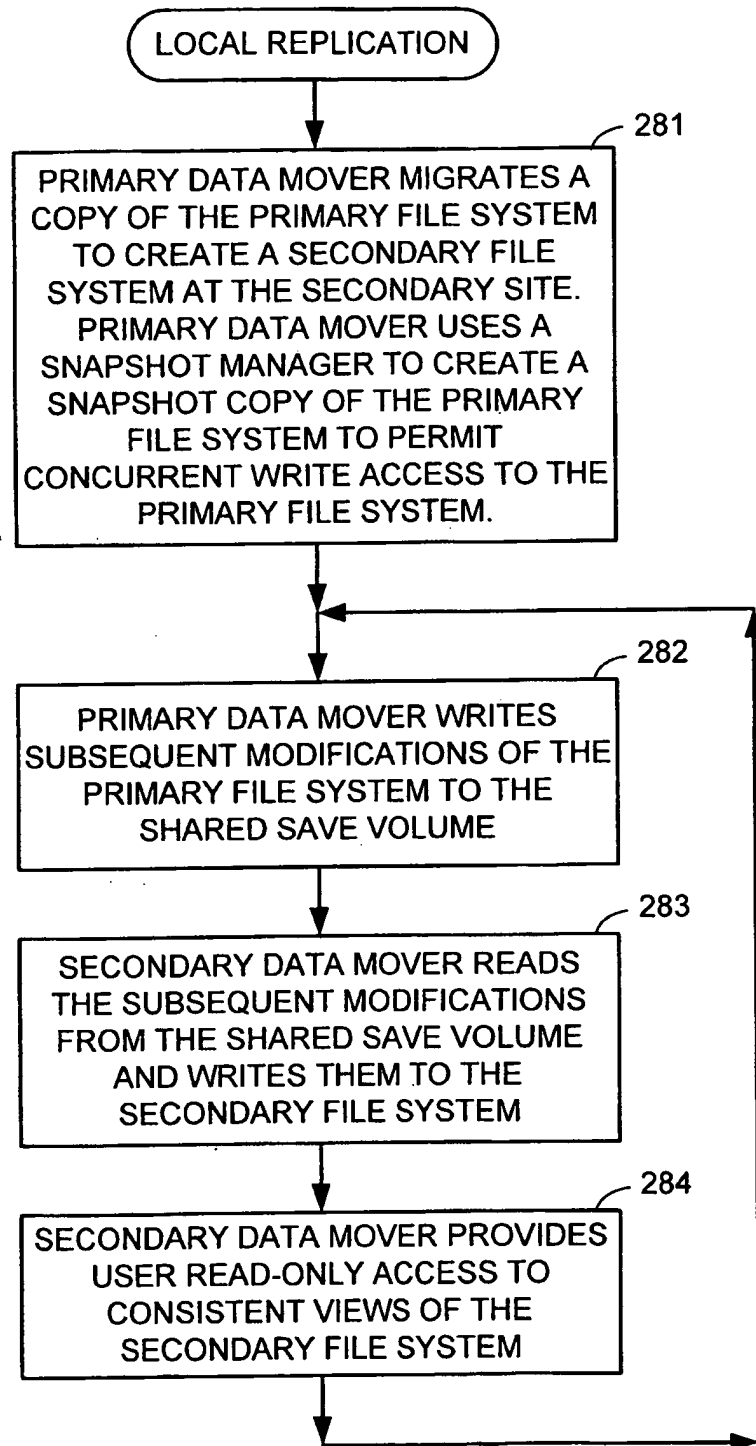 LOCAL REPLICATION
281
PRIMARY DATA MOVER MIGRATES A
COPY OF THE PRIMARY FILE SYSTEM
TO CREATE A SECONDARY FILE
SYSTEM AT THE SECONDARY SITE.
PRIMARY DATA MOVER USES A
SNAPSHOT MANAGER TO CREATE A
SNAPSHOT COPY OF THE PRIMARY
FILE SYSTEM TO PERMIT
CONCURRENT WRITE ACCESS TO THE
PRIMARY FILE SYSTEM.
282
PRIMARY DATA MOVER WRITES
SUBSEQUENT MODIFICATIONS OF THE
PRIMARY FILE SYSTEM TO THE
SHARED SAVE VOLUME
283
SECONDARY DATA MOVER READS
THE SUBSEQUENT MODIFICATIONS
FROM THE SHARED SAVE VOLUME
AND WRITES THEM TO THE
SECONDARY FILE SYSTEM
284
SECONDARY DATA MOVER PROVIDES
USER READ-ONLY ACCESS TO
CONSISTENT VIEWS OF THE
SECONDARY FILE SYSTEM